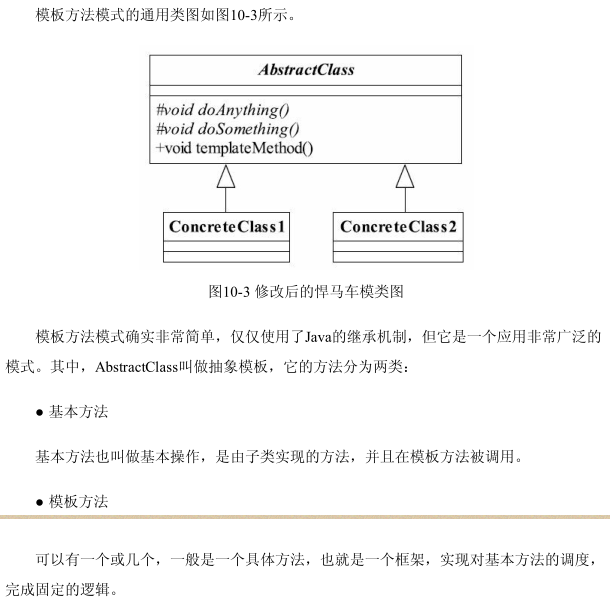 模板方法模式的通用类图如图10-3所示。
AbstractClass
#void doAnything()
#void doSomething()
+void templateMethod()
ConcreteClass1
ConcreteClass2
图10-3 修改后的悍马车模类图
模板方法模式确实非常简单，仅仅使用了Java的继承机制，但它是一个应用非常广泛的
模式。其中，AbstractClass叫做抽象模板，它的方法分为两类：
● 基本方法
基本方法也叫做基本操作，是由子类实现的方法，并且在模板方法被调用。
● 模板方法
可以有一个或几个，一般是一个具体方法，也就是一个框架，实现对基本方法的调度，
完成固定的逻辑。